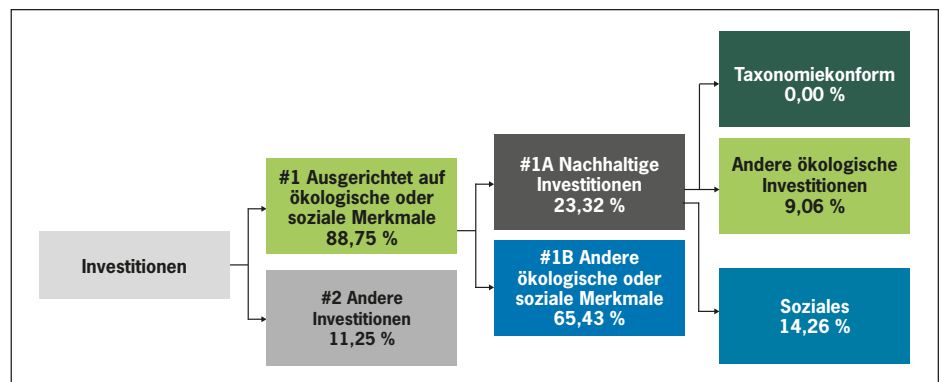 Investitionen
#1 Ausgerichtet auf
ökologische oder
soziale Merkmale
88,75 %
#2 Andere
Investitionen
11,25 %
#1A Nachhaltige
Investitionen
23,32 %
#1B Andere
ökologische oder
soziale Merkmale
65,43 %
Taxonomiekonform
0,00 %
Andere ökologische
Investitionen
9,06 %
Soziales
14,26 %